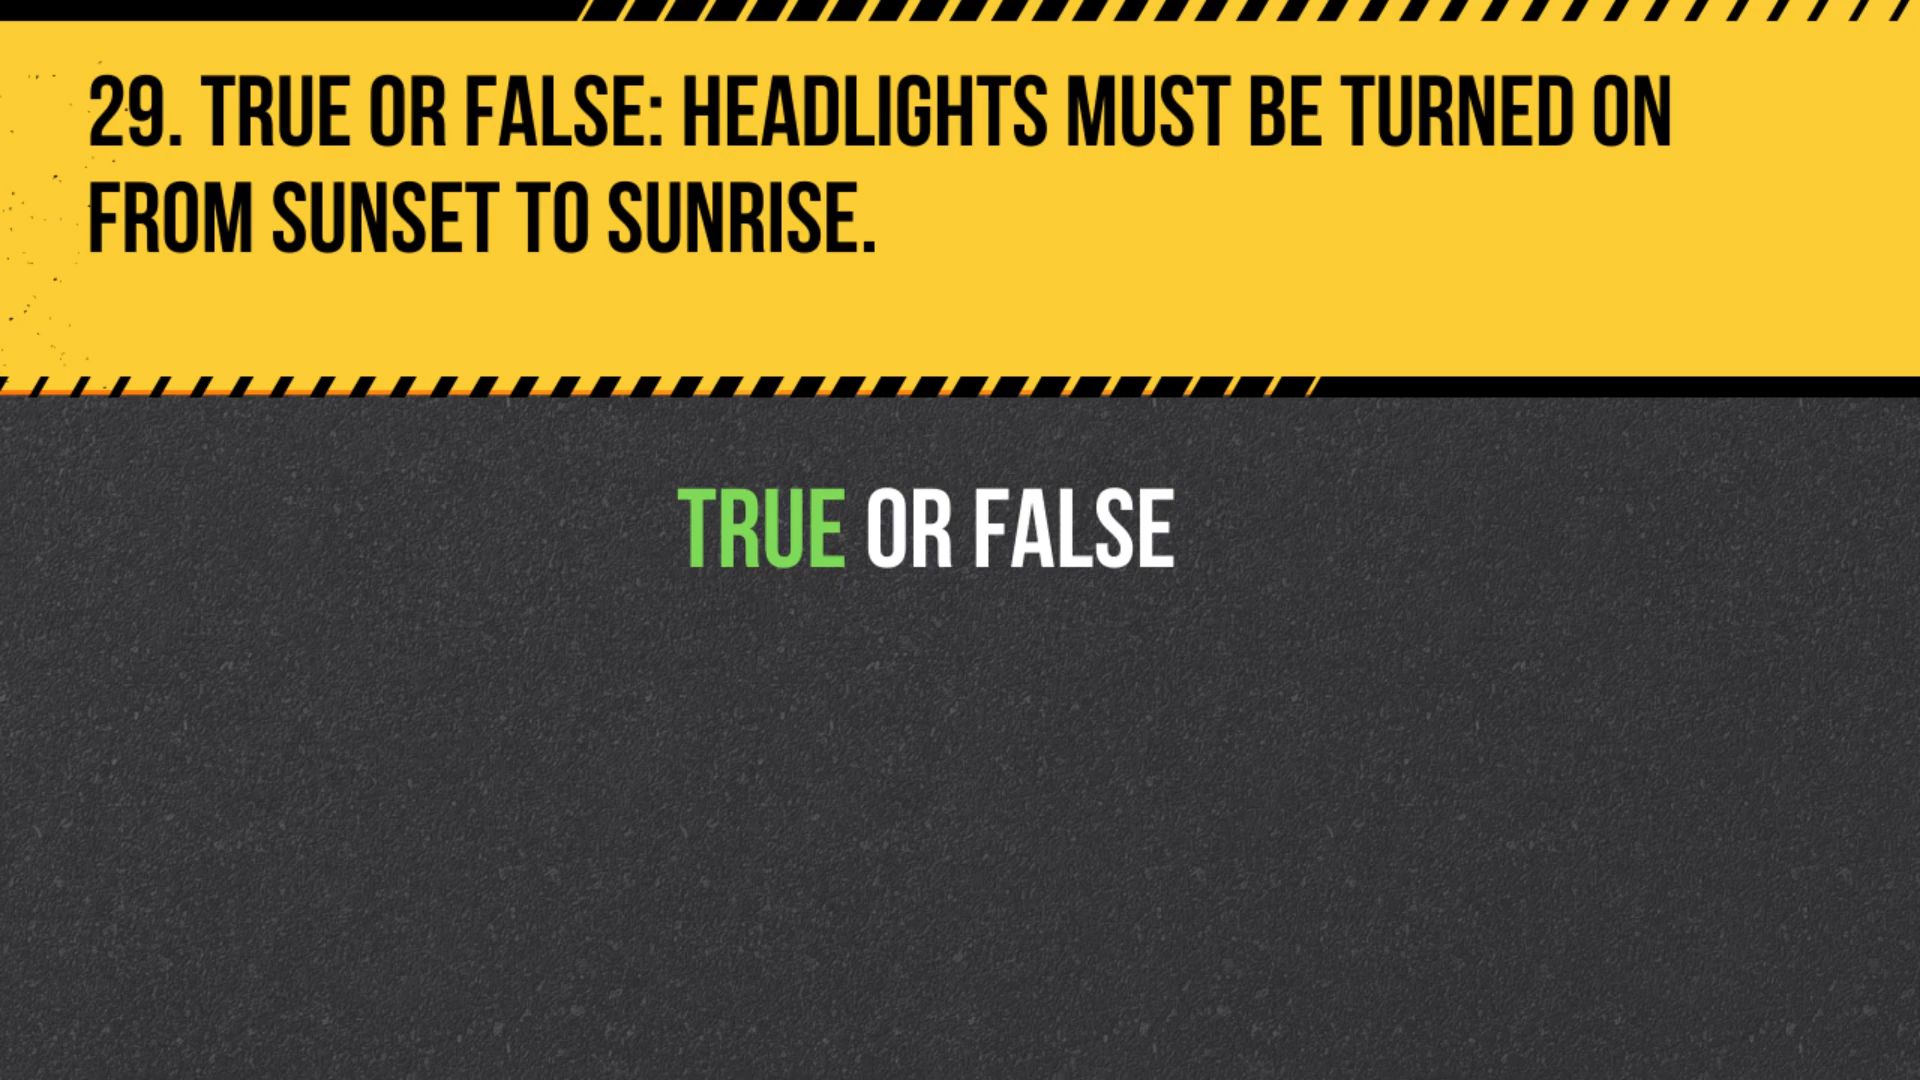 29. TRUE OR FALSE: HEADLIGHTS MUST BE TURNED ON
FROM SUNSET TO SUNRISE.
TRUE OR FALSE